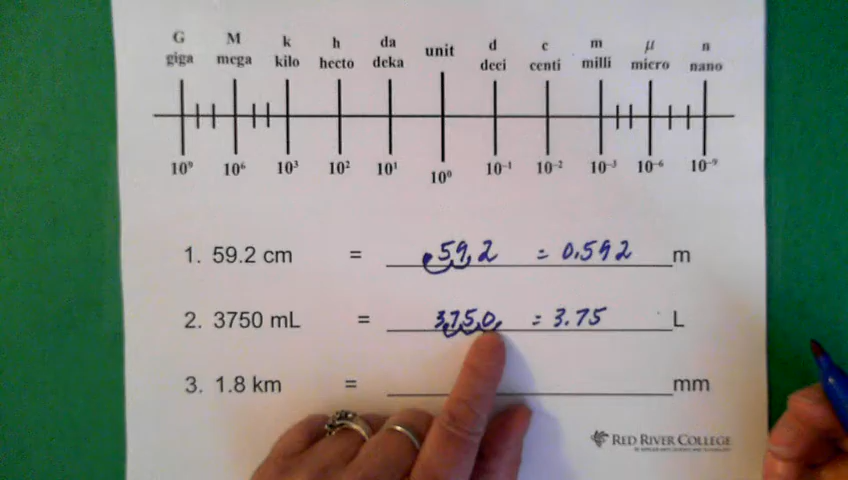 G M k h da unit d c m μ n
giga mega kilo hecto deka deci centi milli micro nano
10⁹ 10⁶ 10³ 10² 10¹ 10⁰ 10⁻¹ 10⁻² 10⁻³ 10⁻⁶ 10⁻⁹
1. 59.2 cm = .59.2 = 0.592 m
2. 3750 mL = 3.750. = 3.75 L
3. 1.8 km = mm
RED RIVER COLLEGE